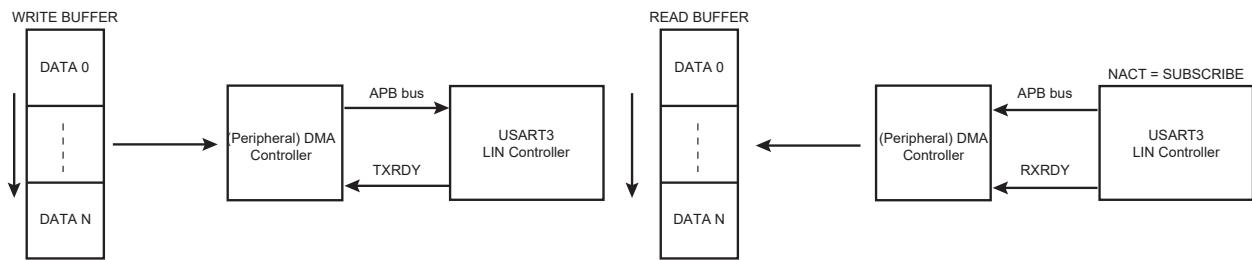 WRITE BUFFER
DATA 0
DATA N
(Peripheral) DMA
Controller
APB bus
TXRDY
USART3
LIN Controller
READ BUFFER
DATA 0
DATA N
(Peripheral) DMA
Controller
APB bus
RXRDY
NACT = SUBSCRIBE
USART3
LIN Controller